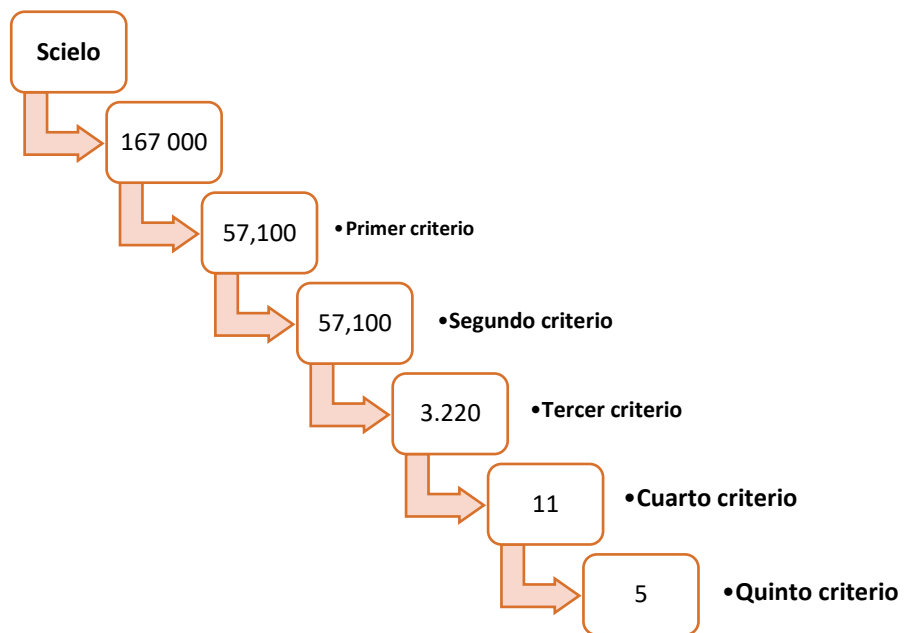 Scielo
167 000
57,100
•Primer criterio
57,100
•Segundo criterio
3.220
•Tercer criterio
11
•Cuarto criterio
5
•Quinto criterio